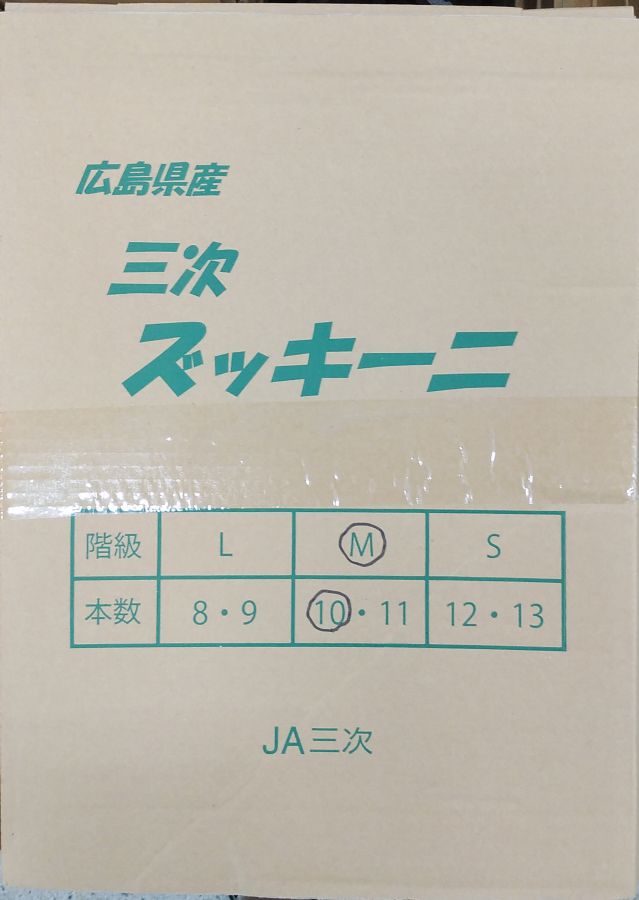 広島県産
三次
ズッキーニ
階級 L M S
本数 8・9 10・11 12・13
JA三次